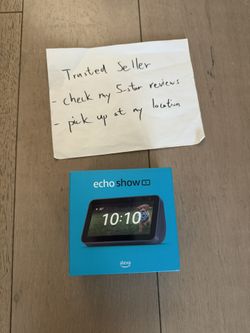 Trusted Seller
- check my 5-star reviews
- pick up at my location
echo show 5
10:10
alexa